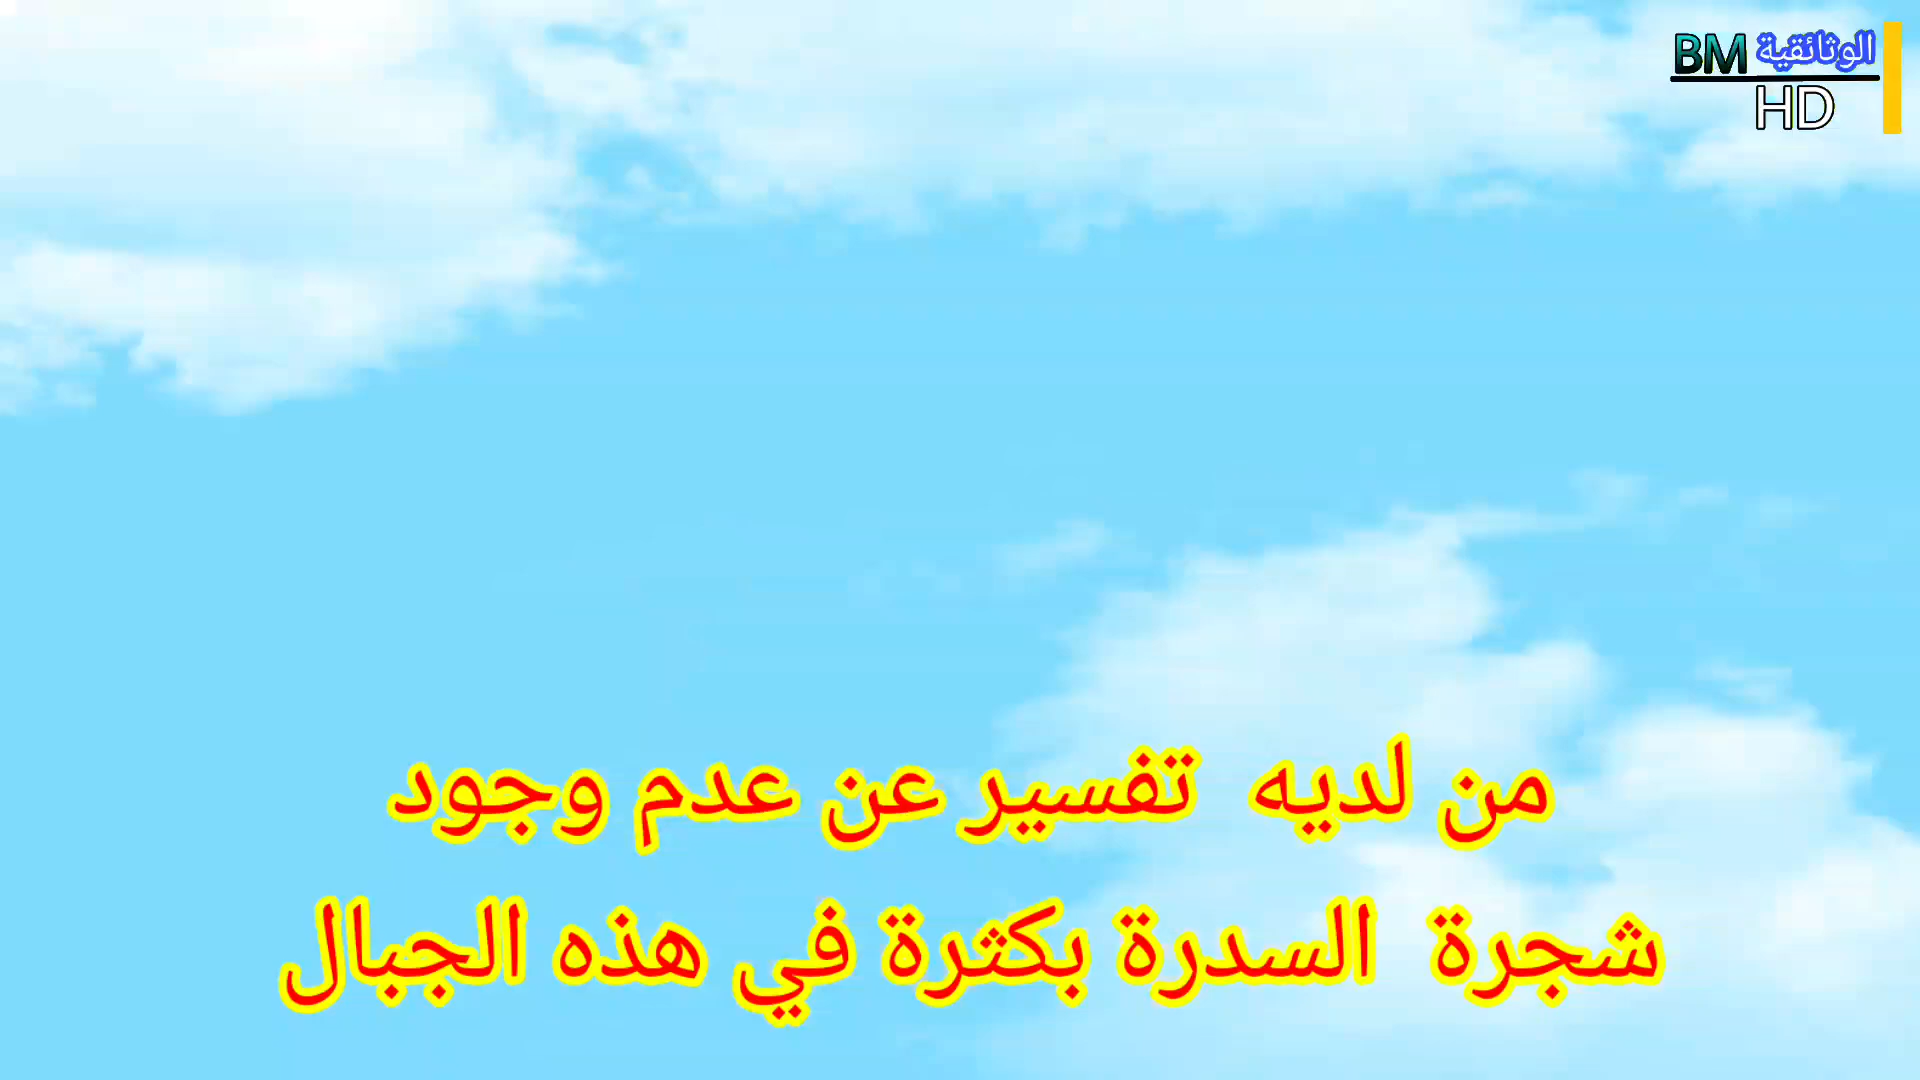 BM الوثائقية
HD
من لديه تفسير عن عدم وجود
شجرة السدرة بكثرة في هذه الجبال